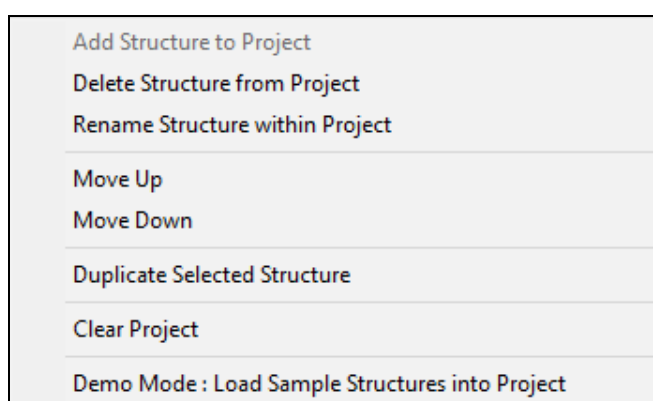 Add Structure to Project
Delete Structure from Project
Rename Structure within Project
Move Up
Move Down
Duplicate Selected Structure
Clear Project
Demo Mode : Load Sample Structures into Project